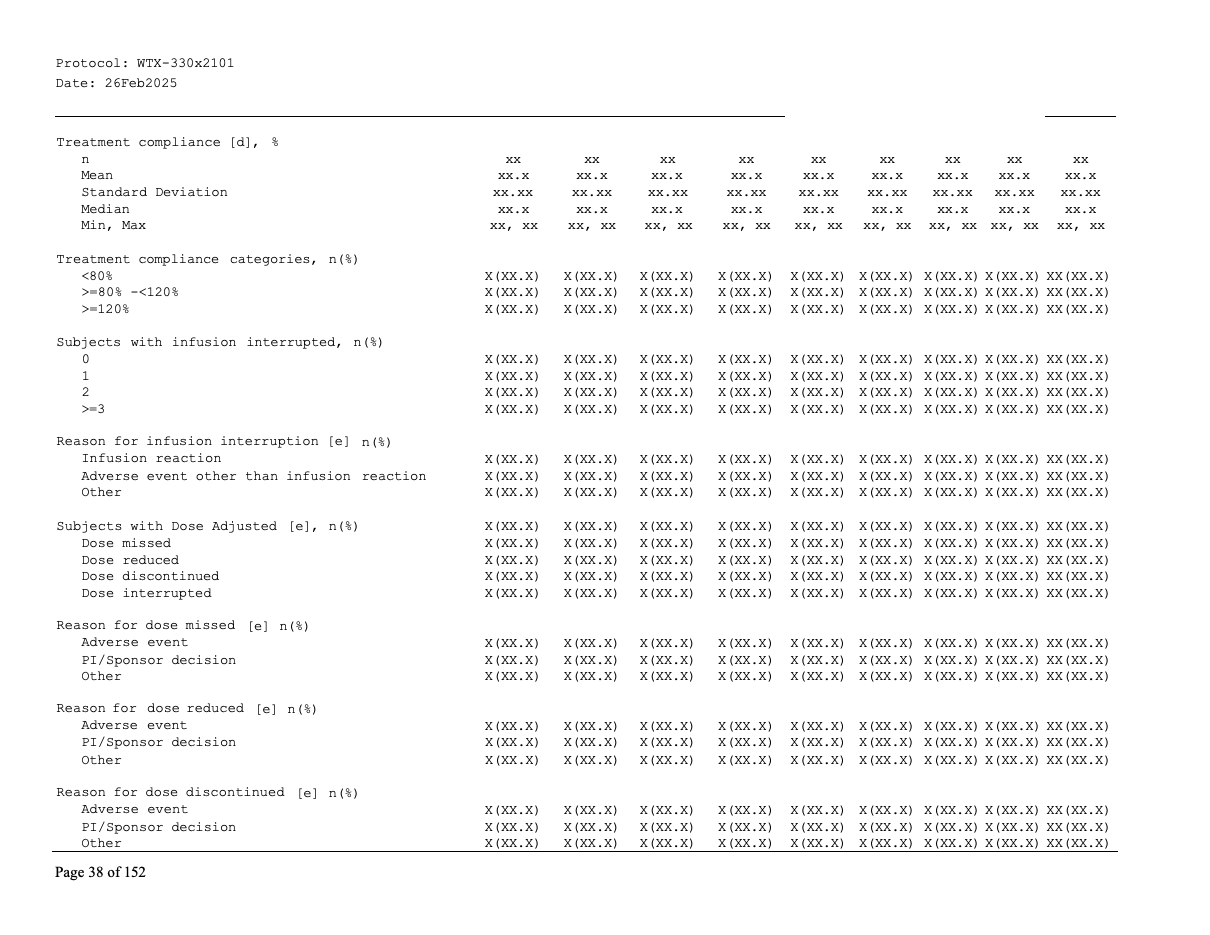 Protocol: WTX-330x2101
Date: 26Feb2025
Treatment compliance [d], %
n xx xx xx xx xx xx xx xx xx
Mean xx.x xx.x xx.x xx.x xx.x xx.x xx.x xx.x xx.x
Standard Deviation xx.xx xx.xx xx.xx xx.xx xx.xx xx.xx xx.xx xx.xx xx.xx
Median xx.x xx.x xx.x xx.x xx.x xx.x xx.x xx.x xx.x
Min, Max xx, xx xx, xx xx, xx xx, xx xx, xx xx, xx xx, xx xx, xx xx, xx
Treatment compliance categories, n(%)
<80% X(XX.X) X(XX.X) X(XX.X) X(XX.X) X(XX.X) X(XX.X) X(XX.X) X(XX.X) XX(XX.X)
>=80% -<120% X(XX.X) X(XX.X) X(XX.X) X(XX.X) X(XX.X) X(XX.X) X(XX.X) X(XX.X) XX(XX.X)
>=120% X(XX.X) X(XX.X) X(XX.X) X(XX.X) X(XX.X) X(XX.X) X(XX.X) X(XX.X) XX(XX.X)
Subjects with infusion interrupted, n(%)
0 X(XX.X) X(XX.X) X(XX.X) X(XX.X) X(XX.X) X(XX.X) X(XX.X) X(XX.X) XX(XX.X)
1 X(XX.X) X(XX.X) X(XX.X) X(XX.X) X(XX.X) X(XX.X) X(XX.X) X(XX.X) XX(XX.X)
2 X(XX.X) X(XX.X) X(XX.X) X(XX.X) X(XX.X) X(XX.X) X(XX.X) X(XX.X) XX(XX.X)
>=3 X(XX.X) X(XX.X) X(XX.X) X(XX.X) X(XX.X) X(XX.X) X(XX.X) X(XX.X) XX(XX.X)
Reason for infusion interruption [e] n(%)
Infusion reaction X(XX.X) X(XX.X) X(XX.X) X(XX.X) X(XX.X) X(XX.X) X(XX.X) X(XX.X) XX(XX.X)
Adverse event other than infusion reaction X(XX.X) X(XX.X) X(XX.X) X(XX.X) X(XX.X) X(XX.X) X(XX.X) X(XX.X) XX(XX.X)
Other X(XX.X) X(XX.X) X(XX.X) X(XX.X) X(XX.X) X(XX.X) X(XX.X) X(XX.X) XX(XX.X)
Subjects with Dose Adjusted [e], n(%) X(XX.X) X(XX.X) X(XX.X) X(XX.X) X(XX.X) X(XX.X) X(XX.X) X(XX.X) XX(XX.X)
Dose missed X(XX.X) X(XX.X) X(XX.X) X(XX.X) X(XX.X) X(XX.X) X(XX.X) X(XX.X) XX(XX.X)
Dose reduced X(XX.X) X(XX.X) X(XX.X) X(XX.X) X(XX.X) X(XX.X) X(XX.X) X(XX.X) XX(XX.X)
Dose discontinued X(XX.X) X(XX.X) X(XX.X) X(XX.X) X(XX.X) X(XX.X) X(XX.X) X(XX.X) XX(XX.X)
Dose interrupted X(XX.X) X(XX.X) X(XX.X) X(XX.X) X(XX.X) X(XX.X) X(XX.X) X(XX.X) XX(XX.X)
Reason for dose missed [e] n(%)
Adverse event X(XX.X) X(XX.X) X(XX.X) X(XX.X) X(XX.X) X(XX.X) X(XX.X) X(XX.X) XX(XX.X)
PI/Sponsor decision X(XX.X) X(XX.X) X(XX.X) X(XX.X) X(XX.X) X(XX.X) X(XX.X) X(XX.X) XX(XX.X)
Other X(XX.X) X(XX.X) X(XX.X) X(XX.X) X(XX.X) X(XX.X) X(XX.X) X(XX.X) XX(XX.X)
Reason for dose reduced [e] n(%)
Adverse event X(XX.X) X(XX.X) X(XX.X) X(XX.X) X(XX.X) X(XX.X) X(XX.X) X(XX.X) XX(XX.X)
PI/Sponsor decision X(XX.X) X(XX.X) X(XX.X) X(XX.X) X(XX.X) X(XX.X) X(XX.X) X(XX.X) XX(XX.X)
Other X(XX.X) X(XX.X) X(XX.X) X(XX.X) X(XX.X) X(XX.X) X(XX.X) X(XX.X) XX(XX.X)
Reason for dose discontinued [e] n(%)
Adverse event X(XX.X) X(XX.X) X(XX.X) X(XX.X) X(XX.X) X(XX.X) X(XX.X) X(XX.X) XX(XX.X)
PI/Sponsor decision X(XX.X) X(XX.X) X(XX.X) X(XX.X) X(XX.X) X(XX.X) X(XX.X) X(XX.X) XX(XX.X)
Other X(XX.X) X(XX.X) X(XX.X) X(XX.X) X(XX.X) X(XX.X) X(XX.X) X(XX.X) XX(XX.X)
Page 38 of 152